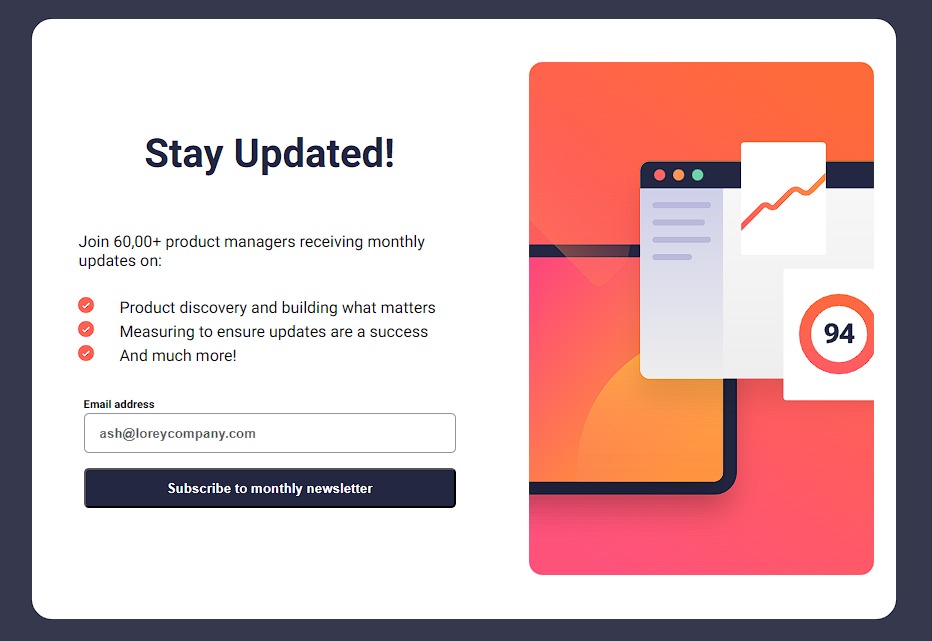 Stay Updated!
Join 60,00+ product managers receiving monthly
updates on:
Product discovery and building what matters
Measuring to ensure updates are a success
And much more!
Email address
ash@loreycompany.com
Subscribe to monthly newsletter
94